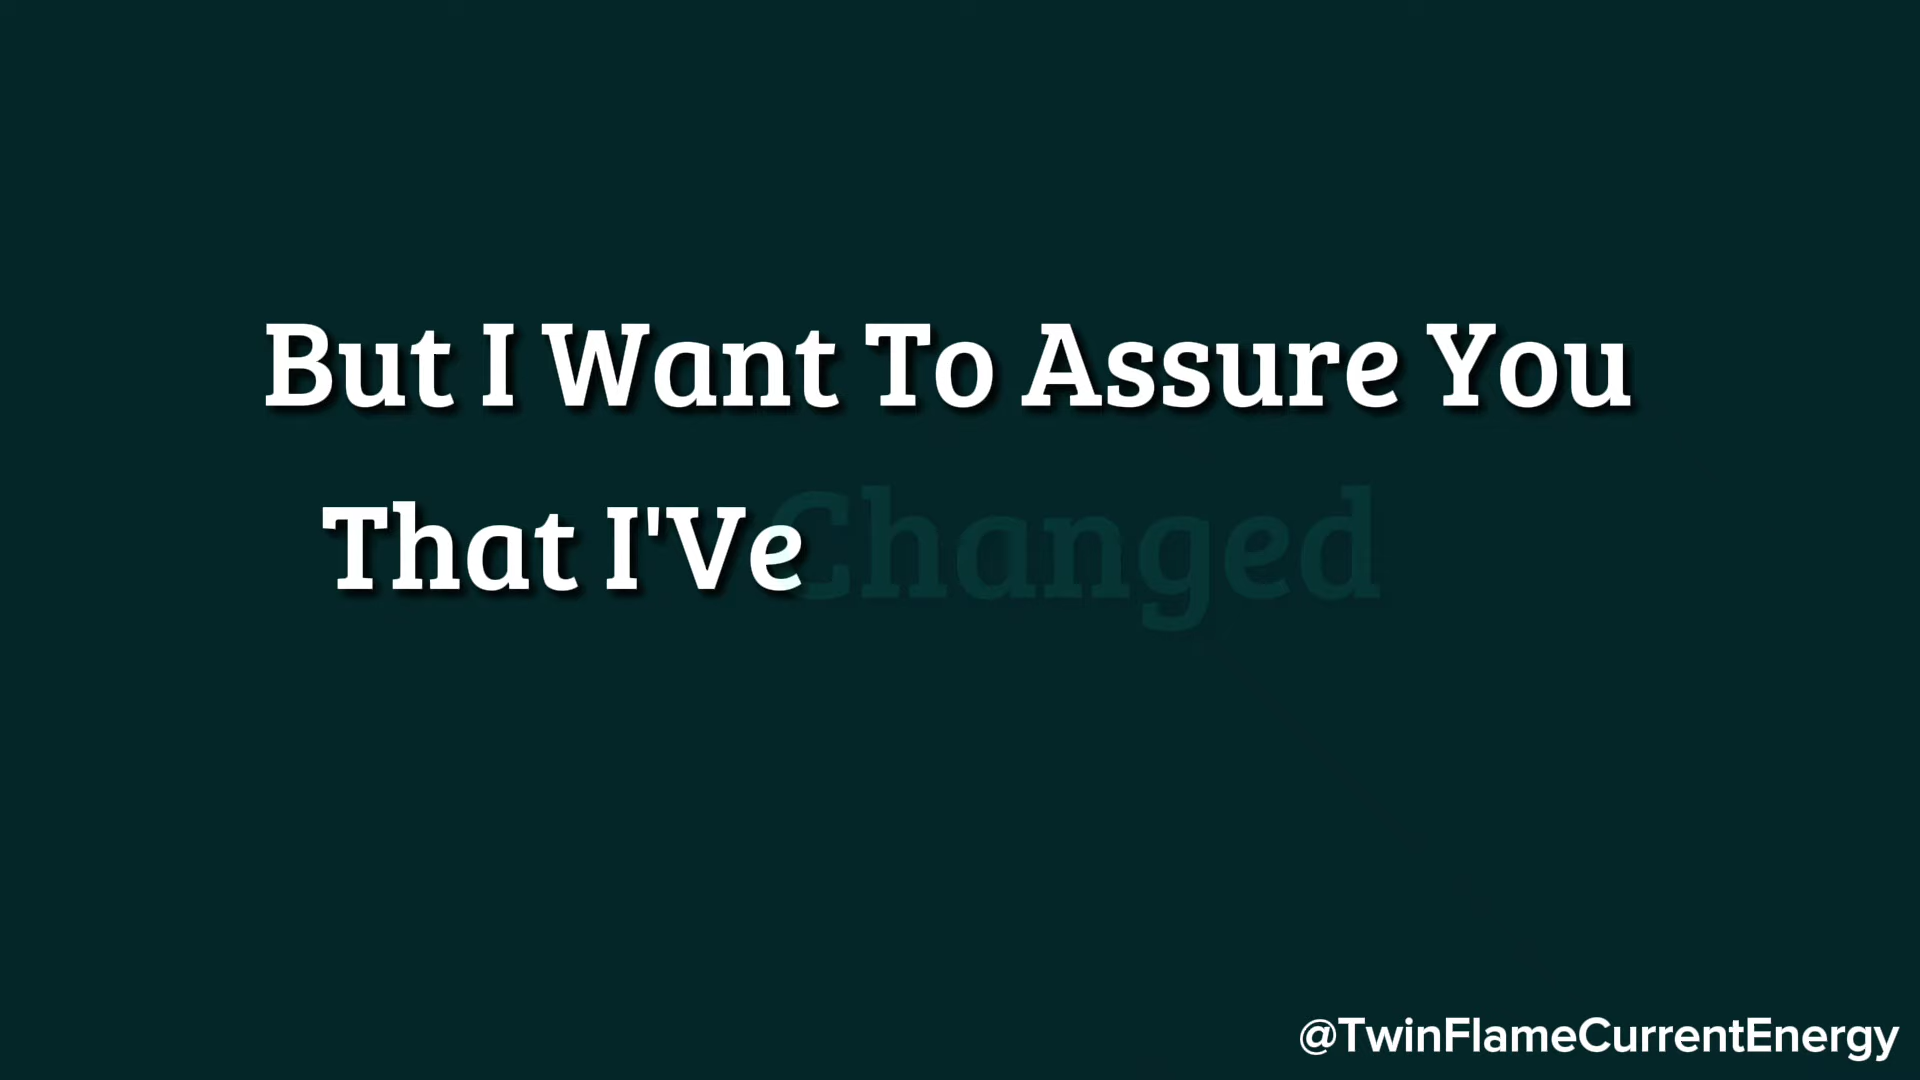 But I Want To Assure You
That I'Ve Changed
@TwinFlameCurrentEnergy